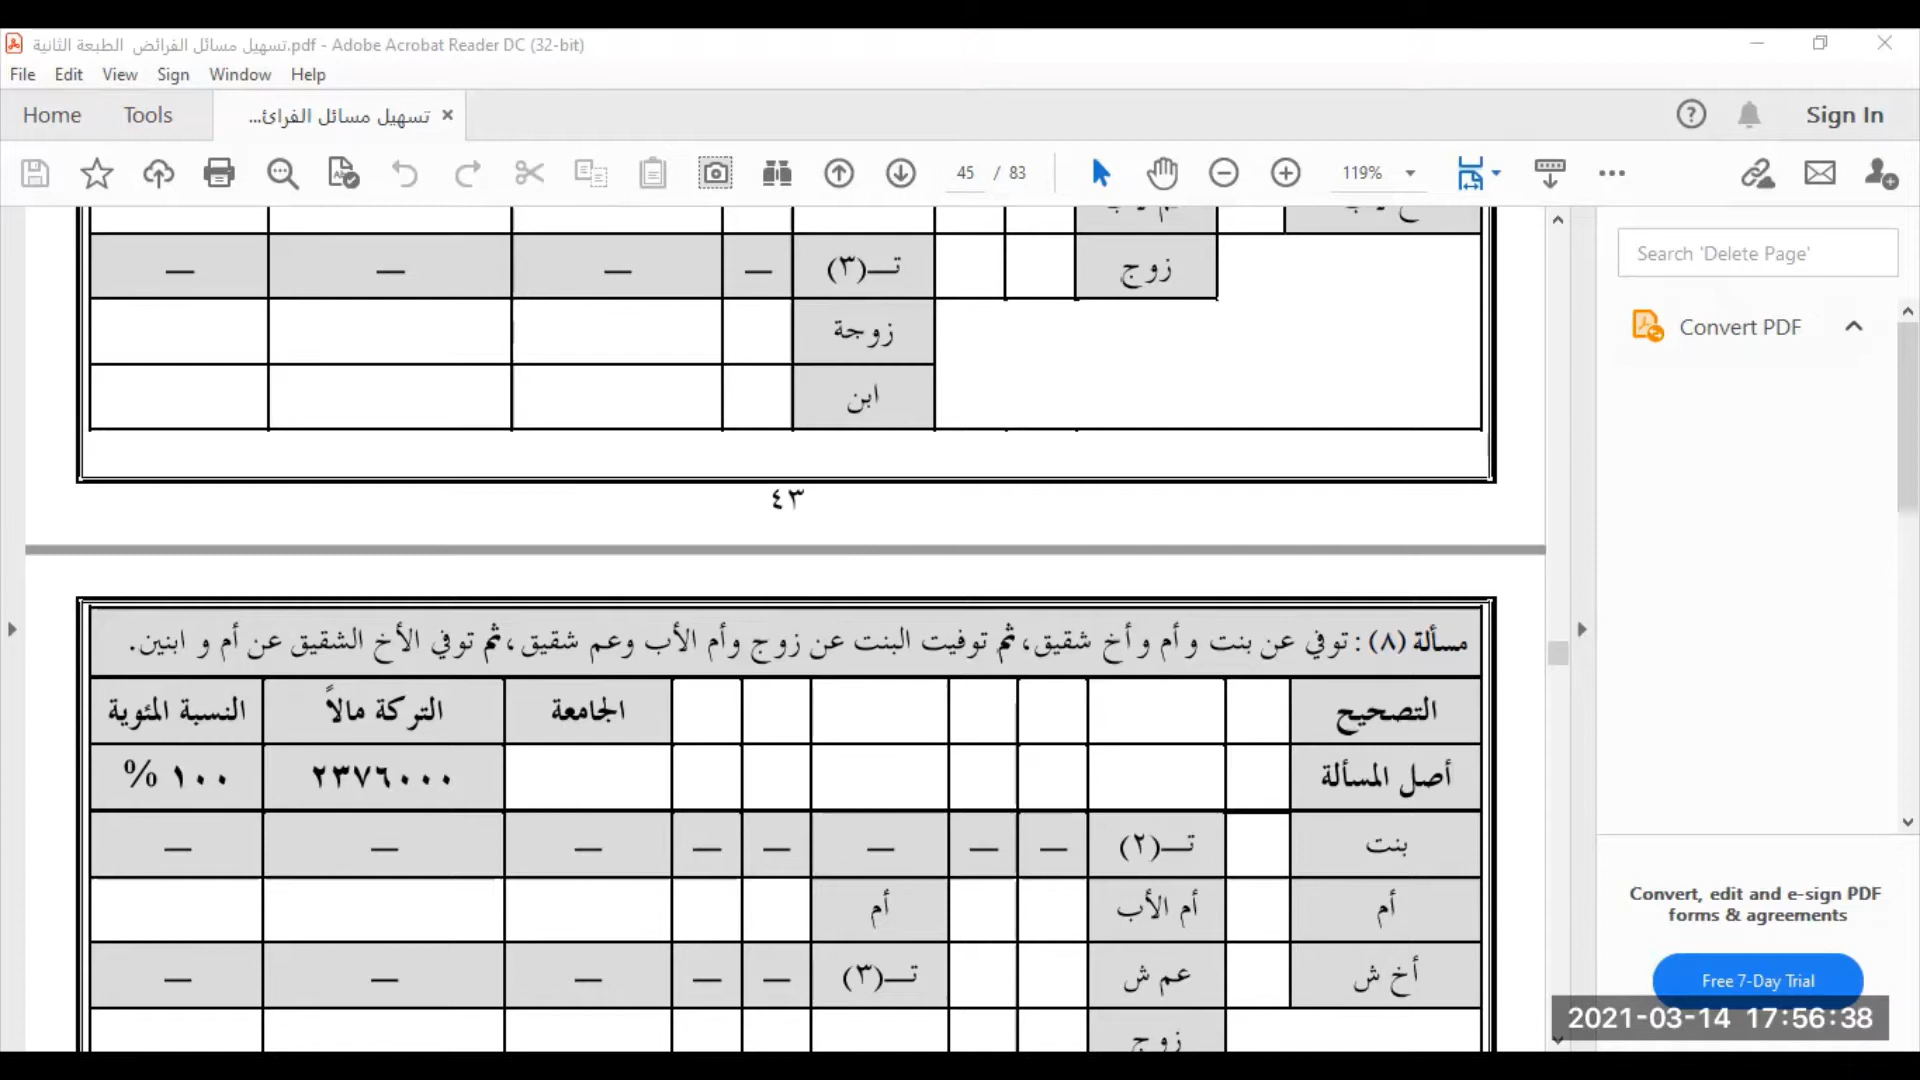 تسهيل مسائل الفرائض الطبعة الثانية.pdf - Adobe Acrobat Reader DC (32-bit)
File Edit View Sign Window Help
Home Tools تسهيل مسائل الفرائ... × Sign In
45 / 83 119%
Search 'Delete Page'
Convert PDF
زوج تـ(٣) — — — —
زوجة
ابن
٤٣
مسألة (٨) : توفي عن بنت و أم و أخ شقيق، ثم توفيت البنت عن زوج وأم الأب وعم شقيق، ثم توفي الأخ الشقيق عن أم و ابنين.
التصحيح الجامعة التركة مالاً النسبة المئوية
أصل المسألة ٢٣٧٦٠٠٠ ١٠٠ %
بنت تـ(٢) — — — — — — — —
أم أم الأب أم
أخ ش عم ش تـ(٣) — — — — —
زوج
Convert, edit and e-sign PDF
forms & agreements
Free 7-Day Trial
2021-03-14 17:56:38